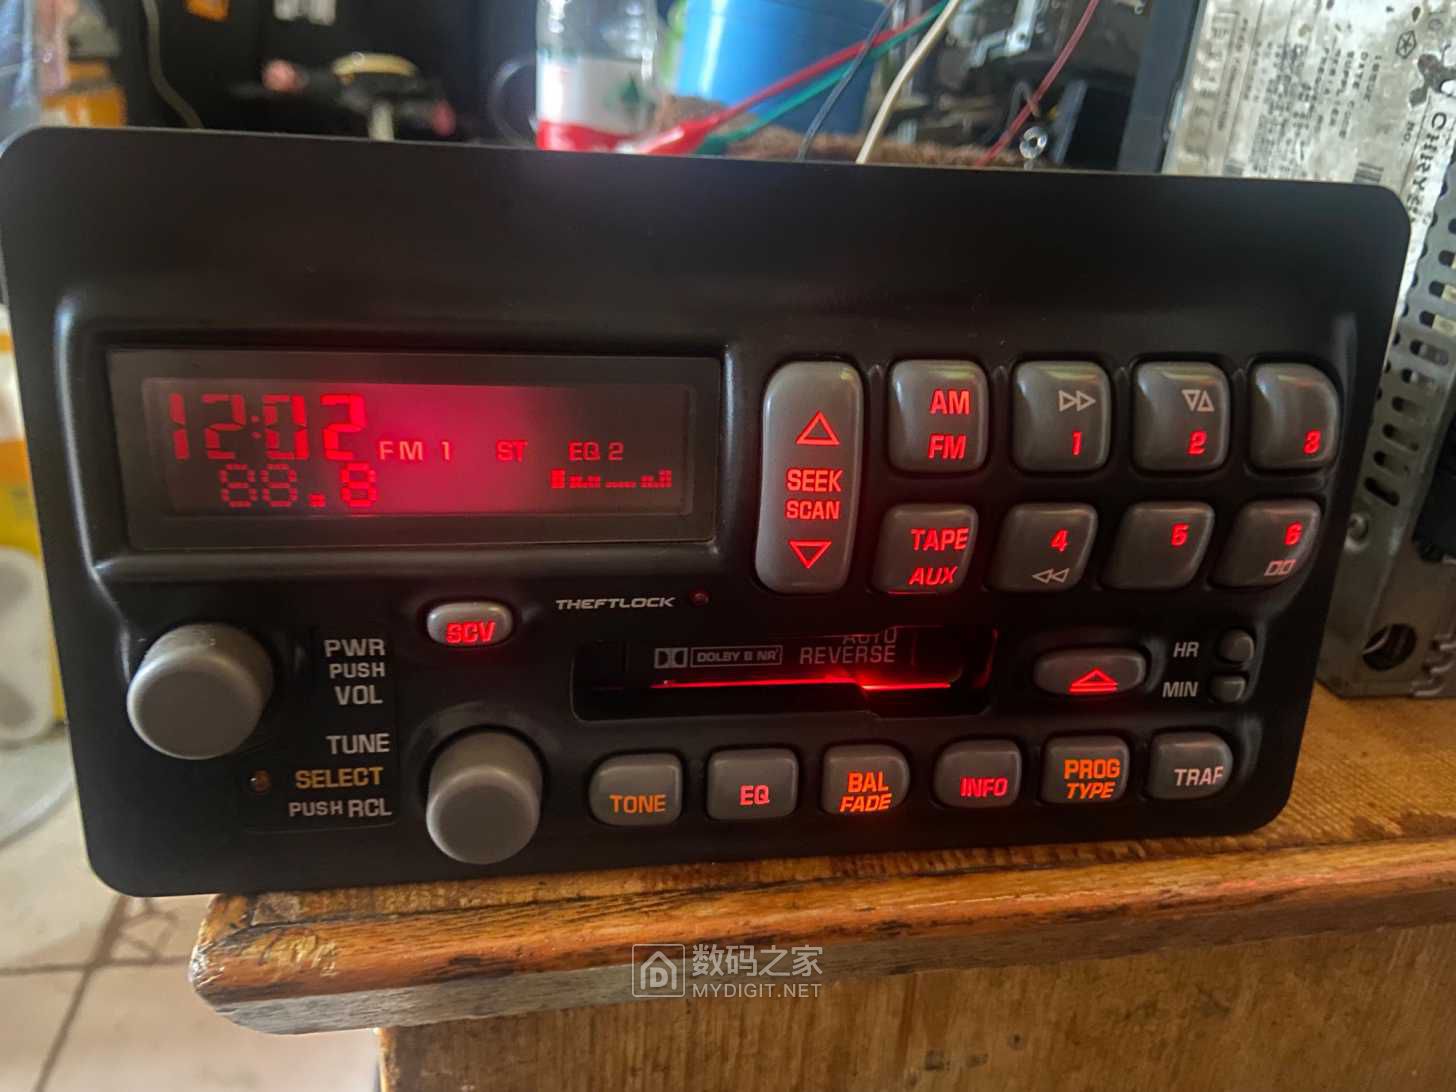 12:02
FM 1 ST EQ 2
88.8
SEEK
SCAN
AM
FM
1
2
3
TAPE
AUX
4
5
6
SCV
THEFTLOCK
PWR
PUSH
VOL
DOLBY B NR
AUTO
REVERSE
HR
MIN
TUNE
SELECT
PUSH RCL
TONE
EQ
BAL
FADE
INFO
PROG
TYPE
TRAF
数码之家
MYDIGIT.NET